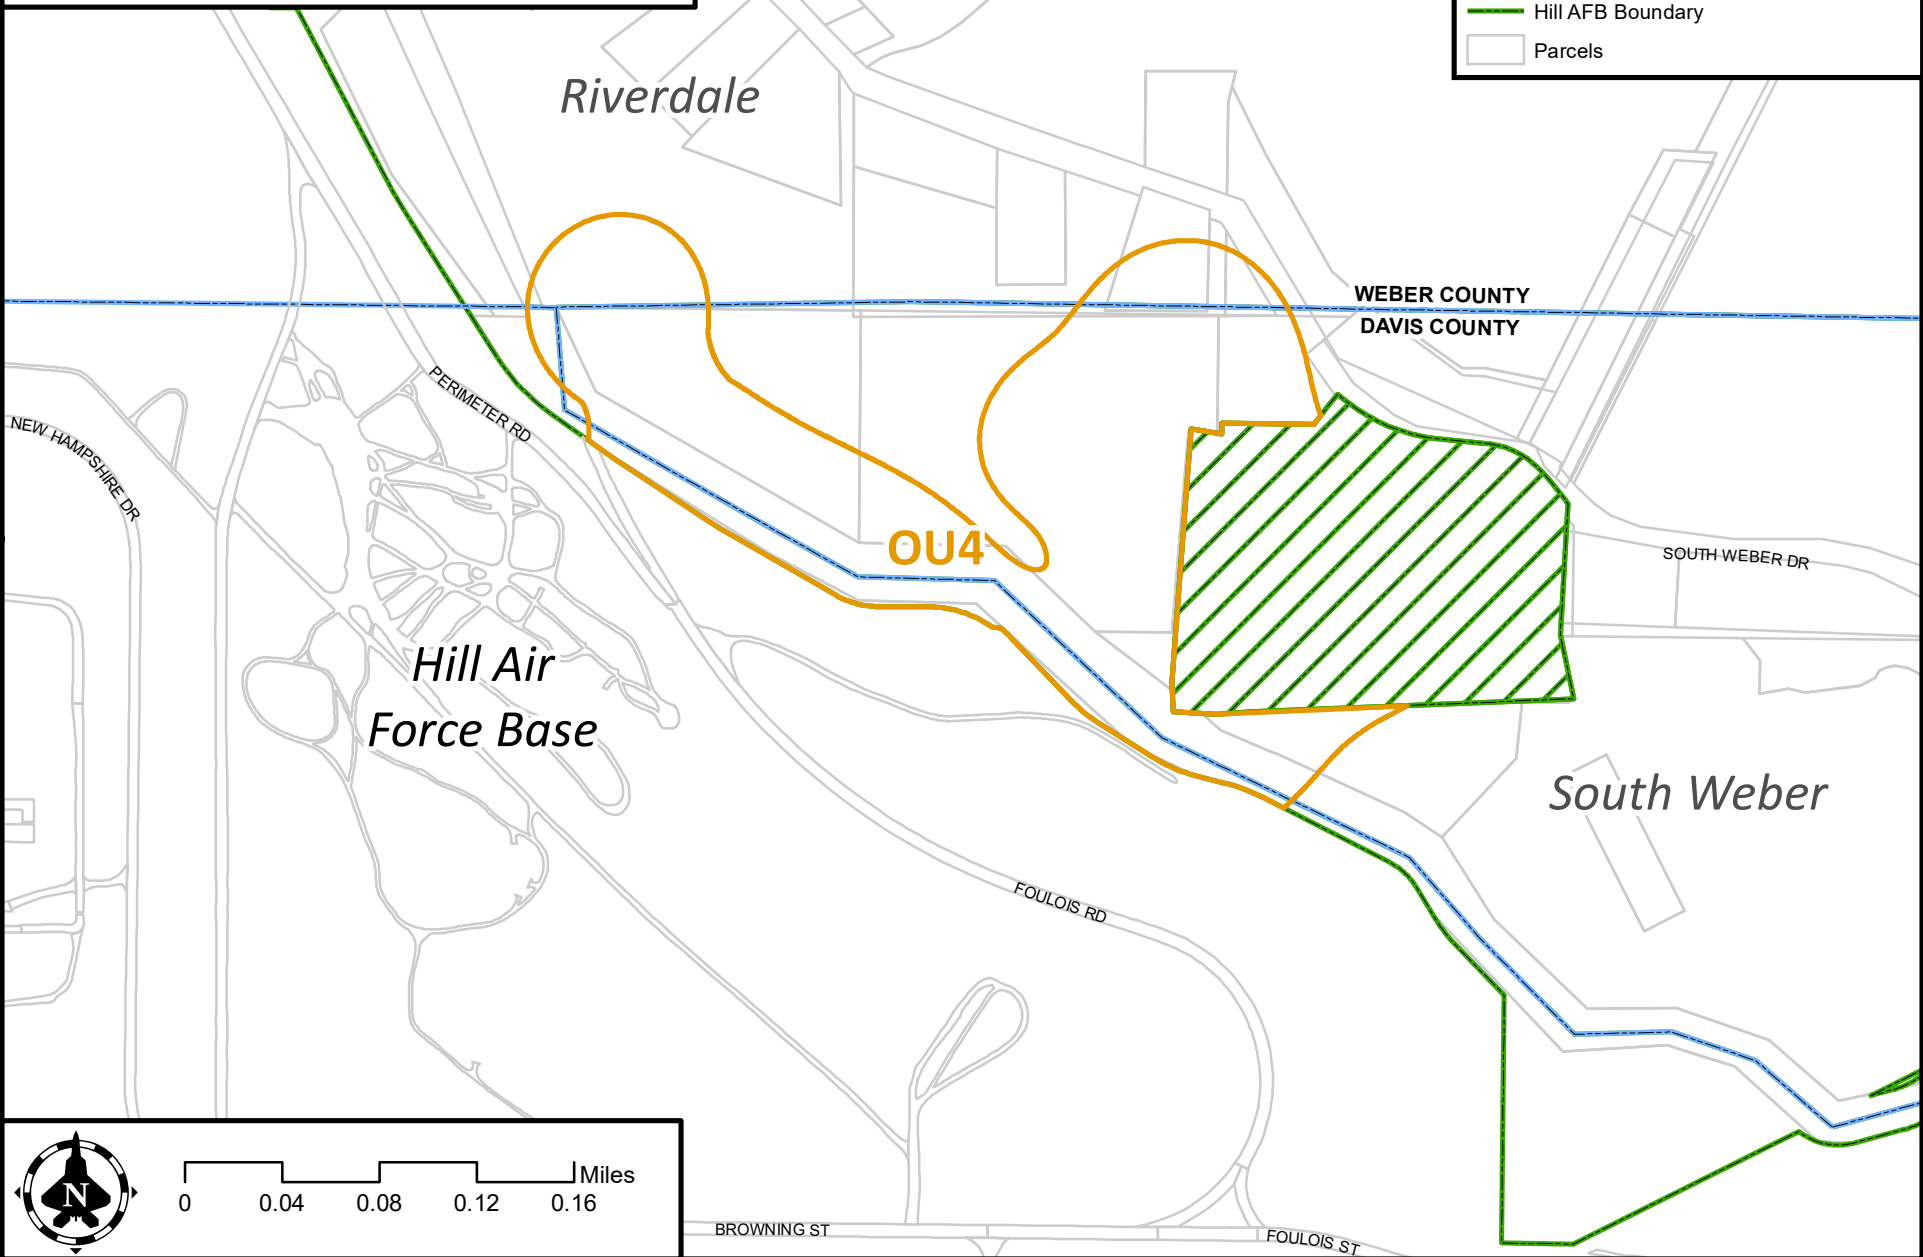 Hill AFB Boundary
Parcels
Riverdale
WEBER COUNTY
DAVIS COUNTY
PERIMETER RD
NEW HAMPSHIRE DR
OU4
SOUTH WEBER DR
Hill Air
Force Base
South Weber
FOULOIS RD
N
Miles
0 0.04 0.08 0.12 0.16
BROWNING ST
FOULOIS ST